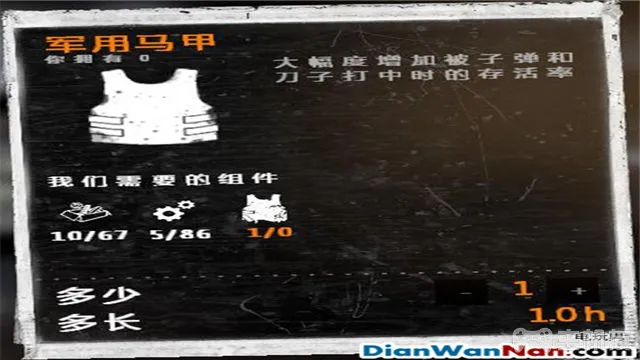 军用马甲
你拥有 0
大幅度增加被子弹和
刀子打中时的存活率
我们需要的组件
10/67 5/86 1/0
多少 - 1 +
多长 1.0 h
DianWanNan.com